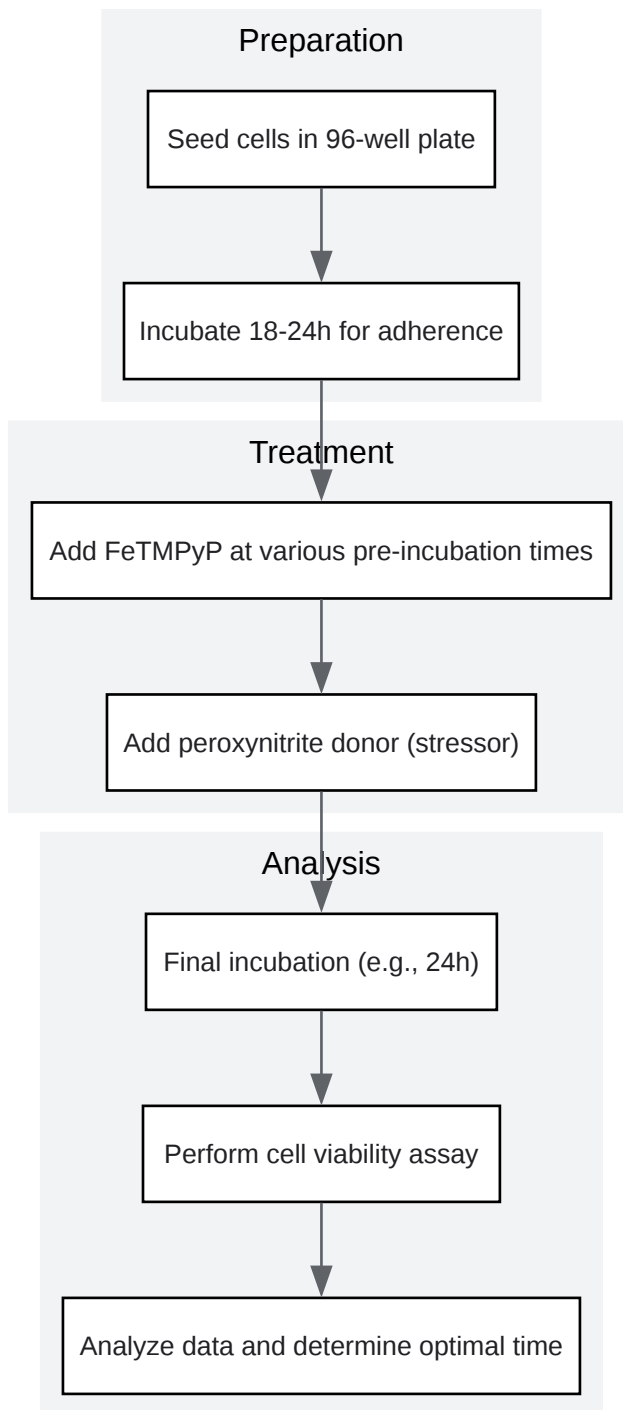 Preparation
Seed cells in 96-well plate
Incubate 18-24h for adherence
Treatment
Add FeTMPyP at various pre-incubation times
Add peroxynitrite donor (stressor)
Analysis
Final incubation (e.g., 24h)
Perform cell viability assay
Analyze data and determine optimal time